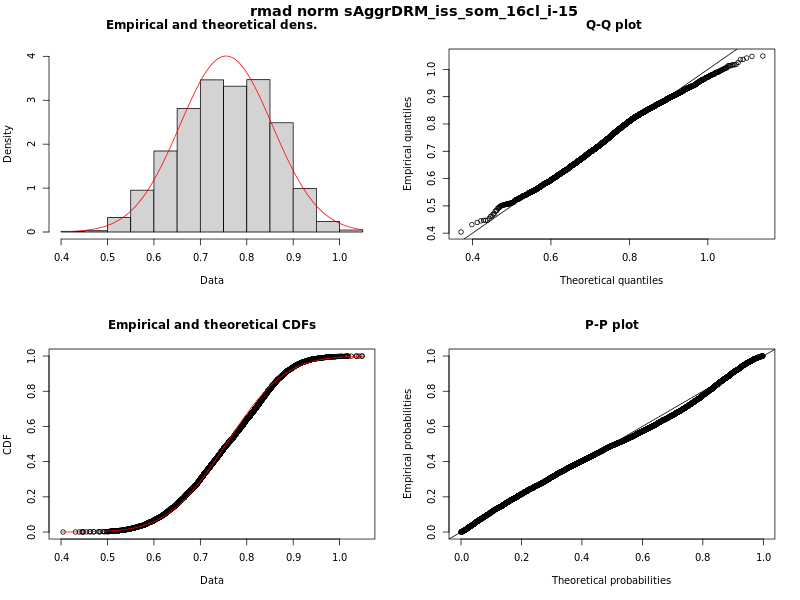 rmad norm sAggrDRM_iss_som_16cl_i-15
Empirical and theoretical dens.
Density
0 1 2 3 4
0.4 0.5 0.6 0.7 0.8 0.9 1.0
Data
Q-Q plot
Empirical quantiles
0.4 0.5 0.6 0.7 0.8 0.9 1.0
0.4 0.6 0.8 1.0
Theoretical quantiles
Empirical and theoretical CDFs
CDF
0.0 0.2 0.4 0.6 0.8 1.0
0.4 0.5 0.6 0.7 0.8 0.9 1.0
Data
P-P plot
Empirical probabilities
0.0 0.2 0.4 0.6 0.8 1.0
0.0 0.2 0.4 0.6 0.8 1.0
Theoretical probabilities